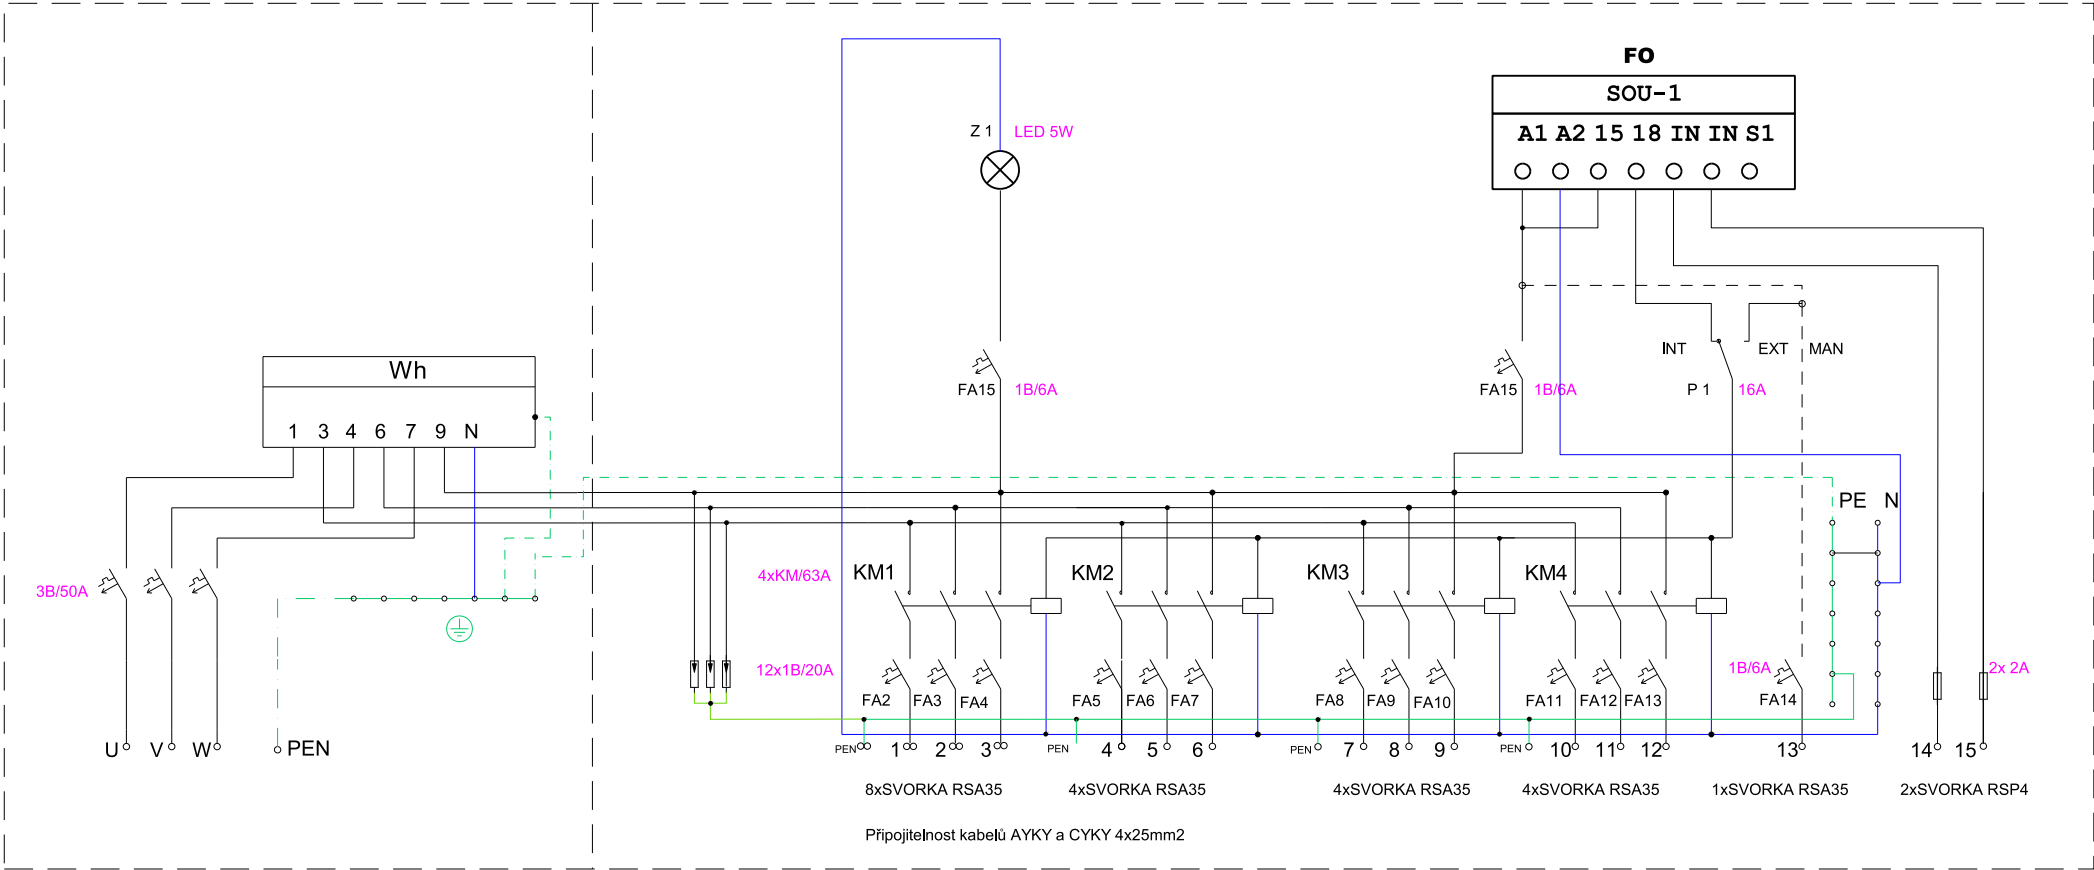 FO
SOU-1
A1 A2 15 18 IN IN S1
Z 1 LED 5W
INT EXT MAN
Wh
FA15 1B/6A
FA15 1B/6A
P 1 16A
1 3 4 6 7 9 N
PE N
3B/50A
4xKM/63A
KM1
KM2
KM3
KM4
12x1B/20A
1B/6A
2x 2A
FA2 FA3 FA4
FA5 FA6 FA7
FA8 FA9 FA10
FA11 FA12 FA13
FA14
U V W PEN
PEN 1 2 3
PEN 4 5 6
PEN 7 8 9
PEN 10 11 12
13
14 15
8xSVORKA RSA35
4xSVORKA RSA35
4xSVORKA RSA35
4xSVORKA RSA35
1xSVORKA RSA35
2xSVORKA RSP4
Připojitelnost kabelů AYKY a CYKY 4x25mm2